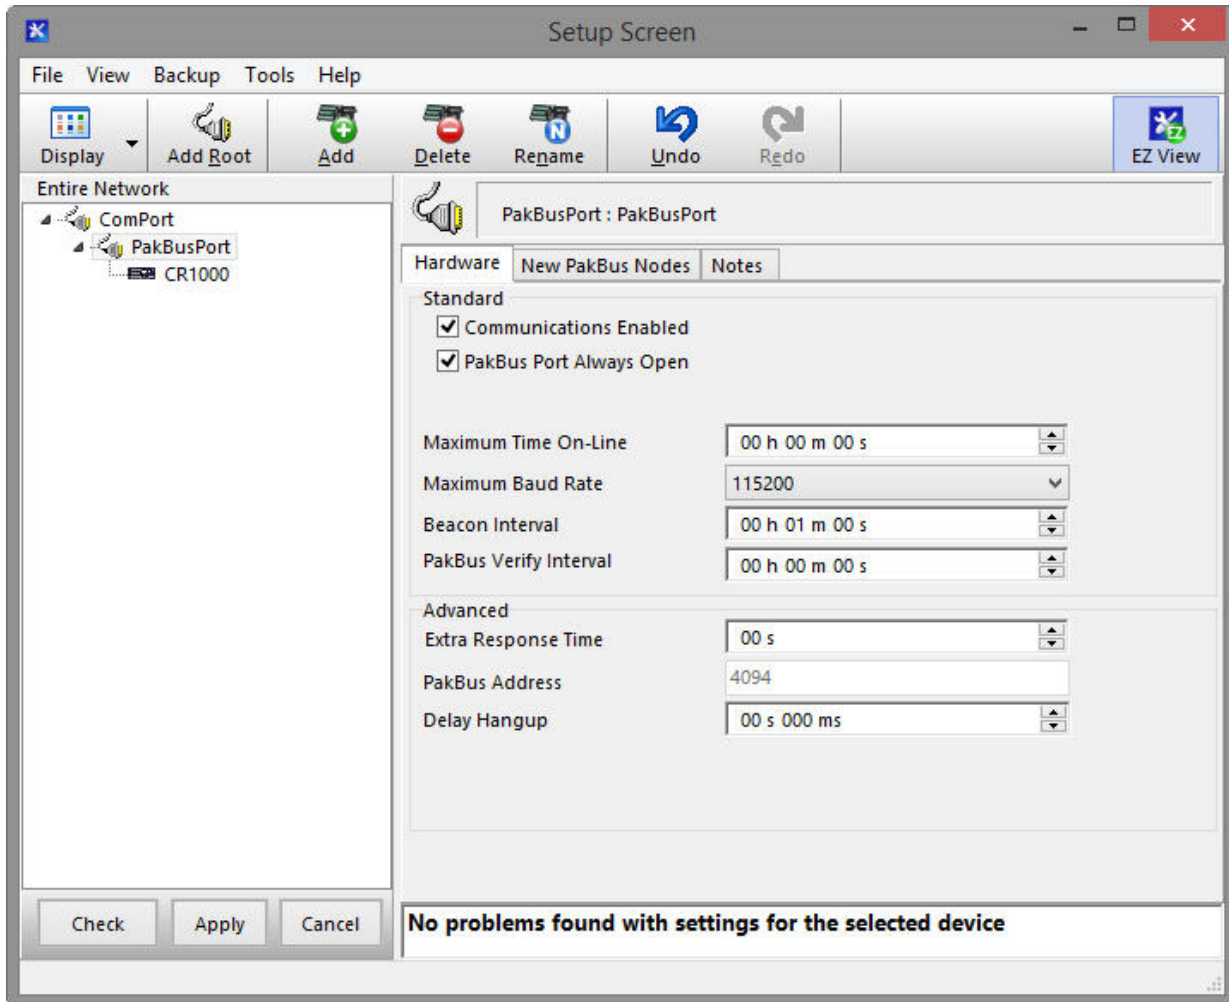 Setup Screen
File View Backup Tools Help
Display Add Root Add Delete Rename Undo Redo EZ View
N
EZ
Entire Network
ComPort
PakBusPort
CR1000
PakBusPort : PakBusPort
Hardware New PakBus Nodes Notes
Standard
Communications Enabled
PakBus Port Always Open
Maximum Time On-Line 00 h 00 m 00 s
Maximum Baud Rate 115200
Beacon Interval 00 h 01 m 00 s
PakBus Verify Interval 00 h 00 m 00 s
Advanced
Extra Response Time 00 s
PakBus Address 4094
Delay Hangup 00 s 000 ms
Check Apply Cancel
No problems found with settings for the selected device